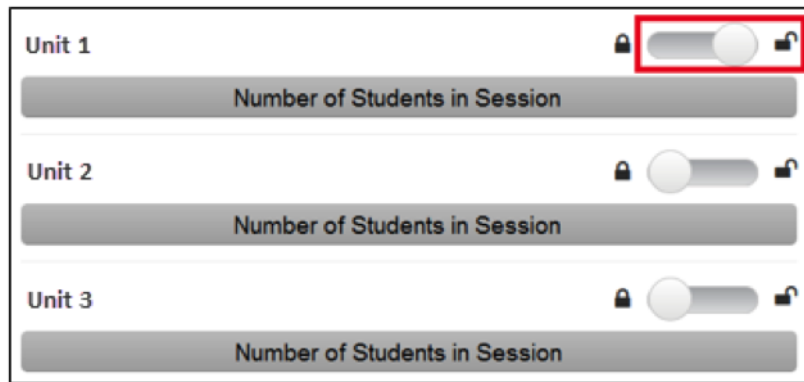 Unit 1
Number of Students in Session
Unit 2
Number of Students in Session
Unit 3
Number of Students in Session